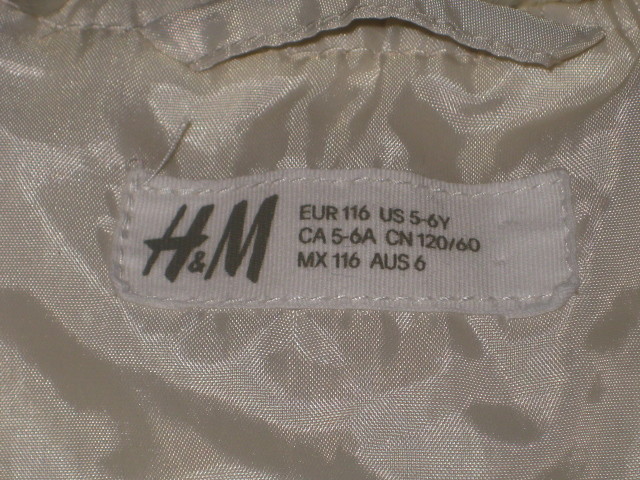 H&M
EUR 116 US 5-6Y
CA 5-6A CN 120/60
MX 116 AUS 6